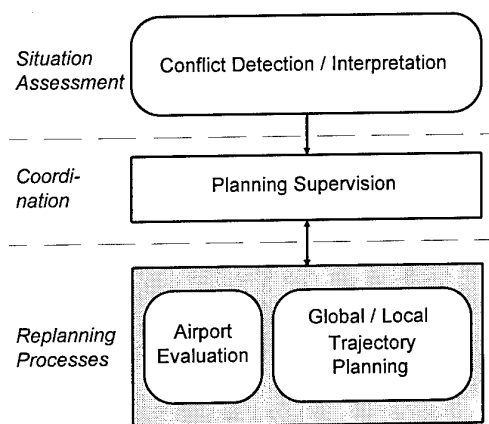 Situation
Assessment
Conflict Detection / Interpretation
Coordi-
nation
Planning Supervision
Replanning
Processes
Airport
Evaluation
Global / Local
Trajectory
Planning